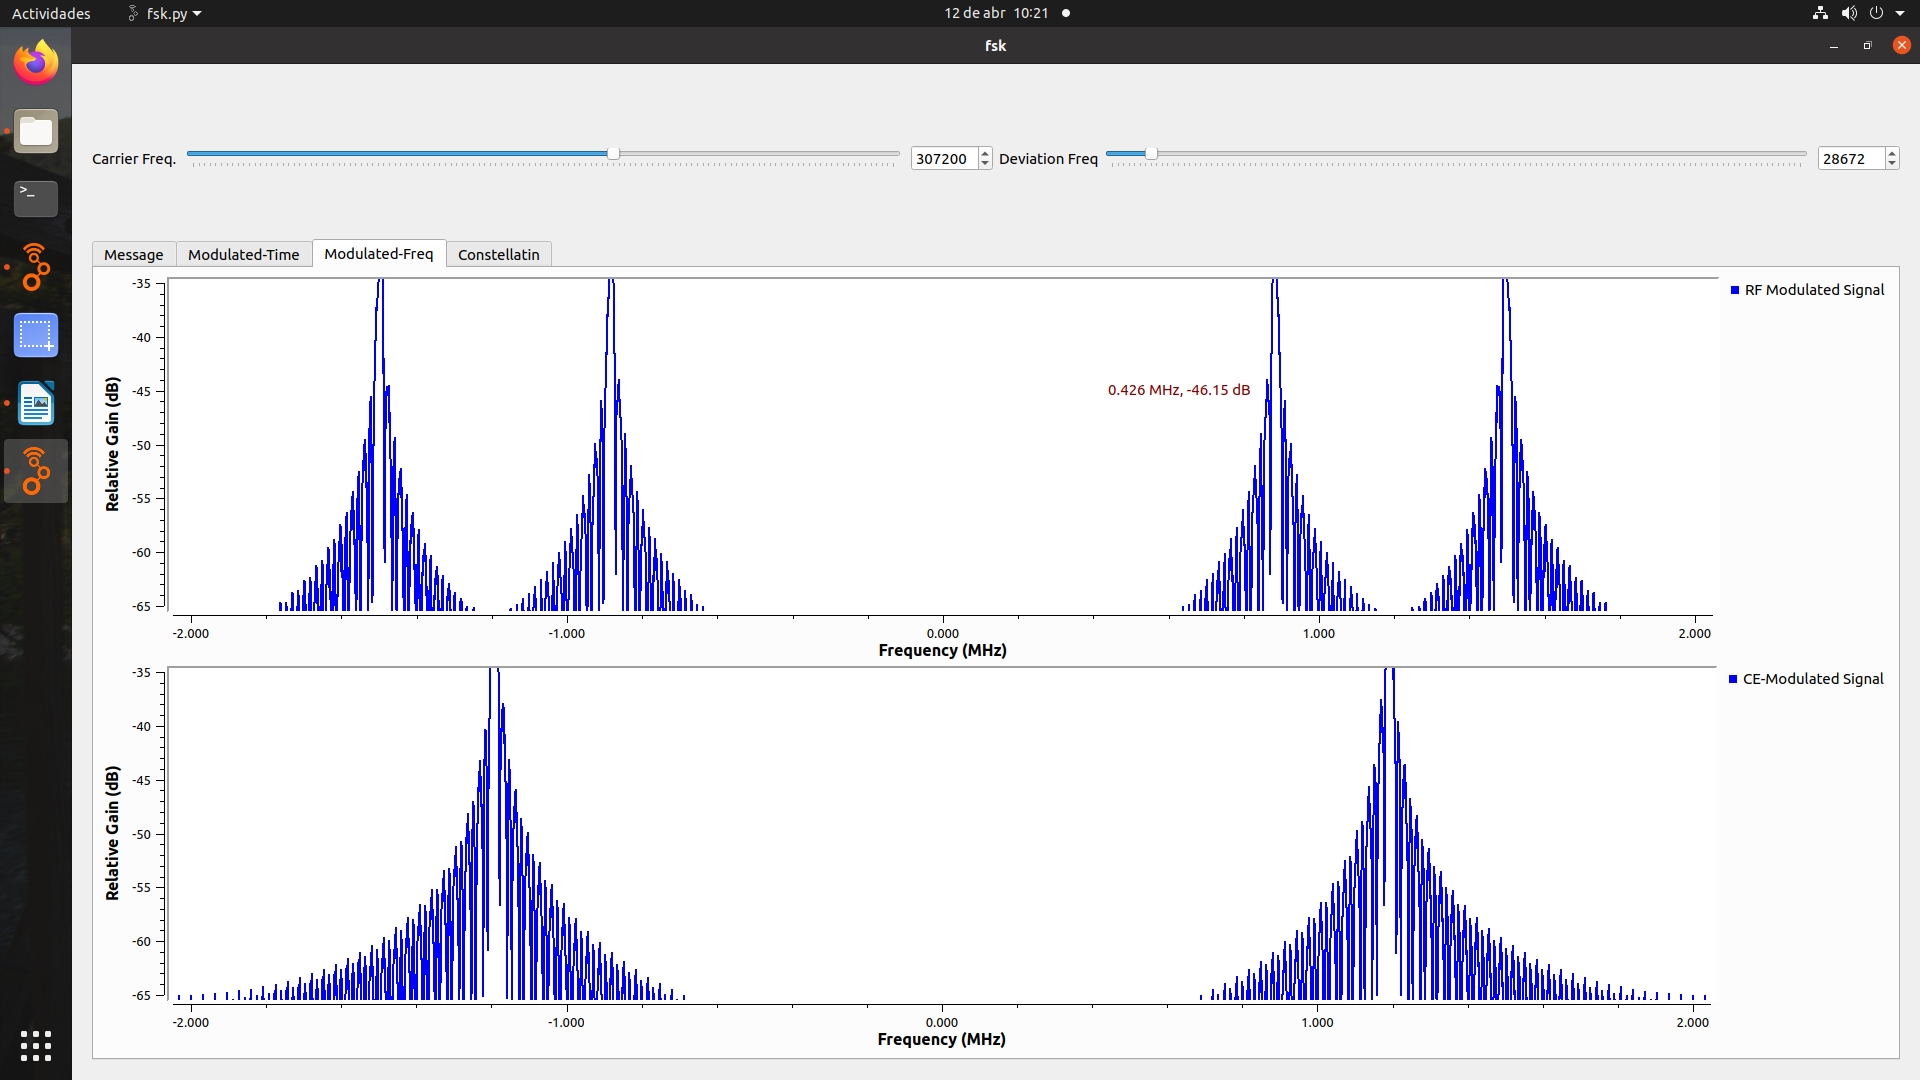 Actividades fsk.py 12 de abr 10:21
fsk
Carrier Freq. 307200 Deviation Freq 28672
Message Modulated-Time Modulated-Freq Constellatin
RF Modulated Signal
Relative Gain (dB)
-35
-40
-45
-50
-55
-60
-65
0.426 MHz, -46.15 dB
-2.000 -1.000 0.000 1.000 2.000
Frequency (MHz)
CE-Modulated Signal
Relative Gain (dB)
-35
-40
-45
-50
-55
-60
-65
-2.000 -1.000 0.000 1.000 2.000
Frequency (MHz)